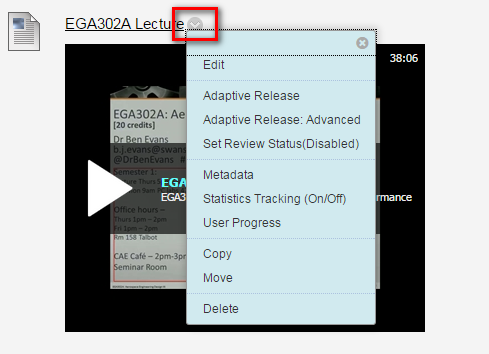 EGA302A Lecture
38:06
Edit
Adaptive Release
Adaptive Release: Advanced
Set Review Status(Disabled)
Metadata
Statistics Tracking (On/Off)
User Progress
Copy
Move
Delete
EGA302A: Ae
[20 credits]
Dr Ben Evans
b.j.evans@swans
@DrBenEvans #
Semester 1:
Office hours –
Thurs 1pm – 2pm
Fri 1pm – 2pm
Rm 158 Talbot
CAE Café – 2pm-3p
Seminar Room
EGA
EGA3
rmance